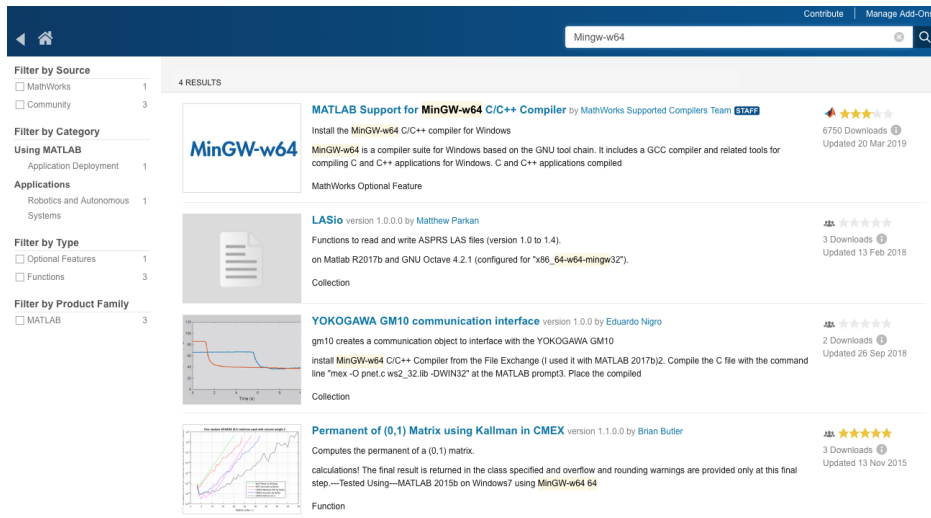 Contribute Manage Add-Ons
Mingw-w64
Filter by Source
MathWorks 1
Community 3
Filter by Category
Using MATLAB
Application Deployment 1
Applications
Robotics and Autonomous Systems 1
Filter by Type
Optional Features 1
Functions 3
Filter by Product Family
MATLAB 3
4 RESULTS
MinGW-w64
MATLAB Support for MinGW-w64 C/C++ Compiler by MathWorks Supported Compilers Team STAFF
Install the MinGW-w64 C/C++ compiler for Windows
MinGW-w64 is a compiler suite for Windows based on the GNU tool chain. It includes a GCC compiler and related tools for
compiling C and C++ applications for Windows. C and C++ applications compiled
MathWorks Optional Feature
6750 Downloads
Updated 20 Mar 2019
LASio version 1.0.0.0 by Matthew Parkan
Functions to read and write ASPRS LAS files (version 1.0 to 1.4).
on Matlab R2017b and GNU Octave 4.2.1 (configured for "x86_64-w64-mingw32").
Collection
3 Downloads
Updated 13 Feb 2018
YOKOGAWA GM10 communication interface version 1.0 by Eduardo Nigro
gm10 creates a communication object to interface with the YOKOGAWA GM10
install MinGW-w64 C/C++ Compiler from the File Exchange (I used it with MATLAB 2017b)2. Compile the C file with the command
line "mex -O pnet.c ws2_32.lib -DWIN32" at the MATLAB prompt3. Place the compiled
Collection
2 Downloads
Updated 26 Sep 2018
Time (s)
Permanent of (0,1) Matrix using Kallman in CMEX version 1.1.0.0 by Brian Butler
Computes the permanent of a (0,1) matrix.
calculations! The final result is returned in the class specified and overflow and rounding warnings are provided only at this final
step.---Tested Using---MATLAB 2015b on Windows7 using MinGW-w64 64
Function
3 Downloads
Updated 13 Nov 2015